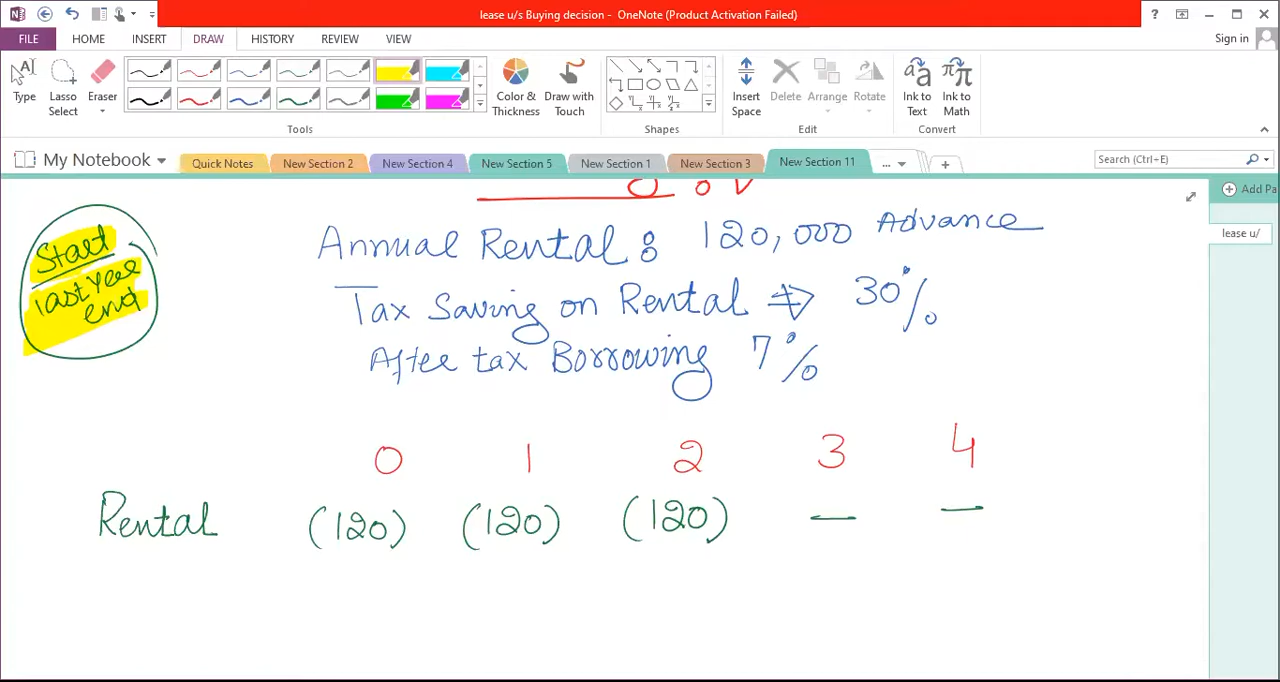 lease u/s Buying decision - OneNote (Product Activation Failed)
FILE HOME INSERT DRAW HISTORY REVIEW VIEW
Sign in
Type
Lasso Select
Eraser
Color & Thickness
Draw with Touch
Insert Space
Delete
Arrange
Rotate
Ink to Text
Ink to Math
Tools
Shapes
Edit
Convert
My Notebook
Quick Notes
New Section 2
New Section 4
New Section 5
New Section 1
New Section 3
New Section 11
Search (Ctrl+E)
Add Pa
lease u/
Start
last Year
end
Annual Rental : 120,000 Advance
Tax Saving on Rental ⇒ 30%
After tax Borrowing 7%
0 1 2 3 4
Rental (120) (120) (120) — —